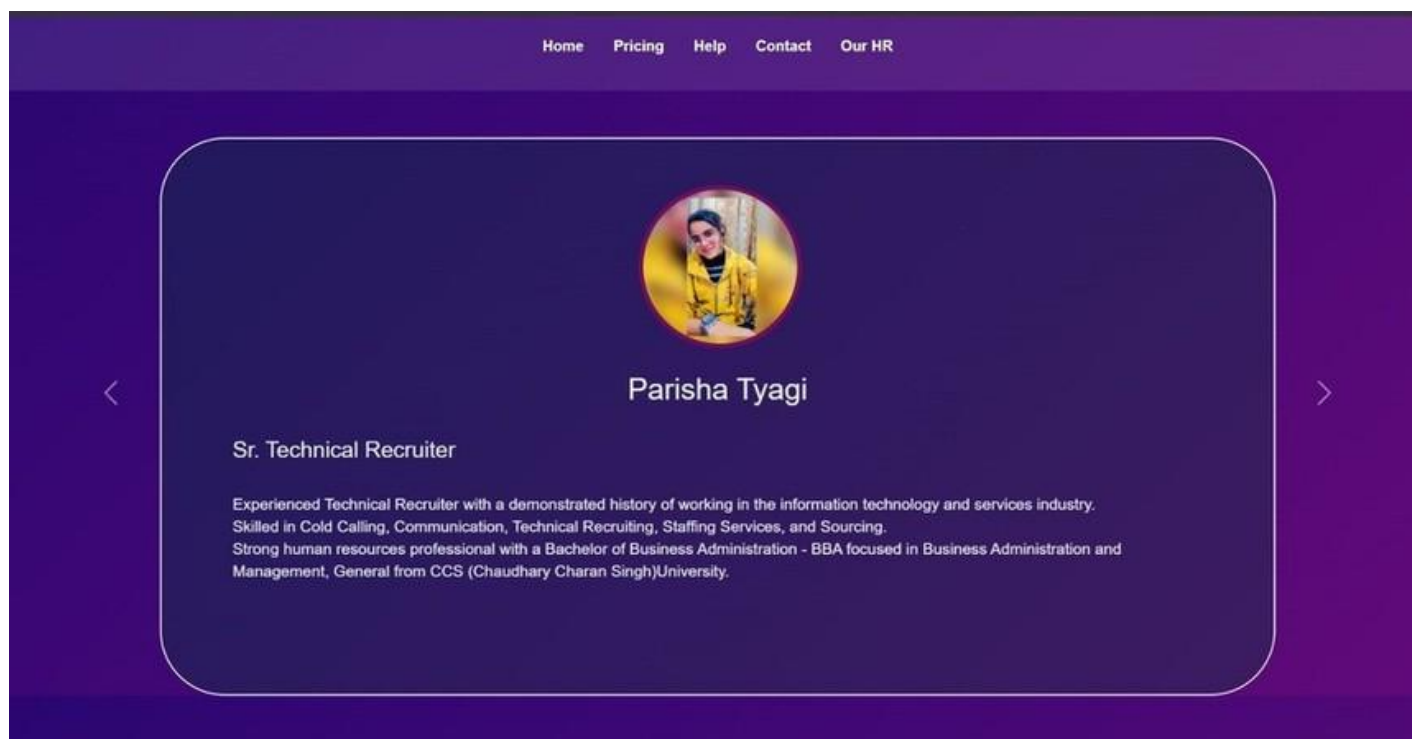 Home Pricing Help Contact Our HR
Parisha Tyagi
Sr. Technical Recruiter
Experienced Technical Recruiter with a demonstrated history of working in the information technology and services industry.
Skilled in Cold Calling, Communication, Technical Recruiting, Staffing Services, and Sourcing.
Strong human resources professional with a Bachelor of Business Administration - BBA focused in Business Administration and
Management, General from CCS (Chaudhary Charan Singh)University.